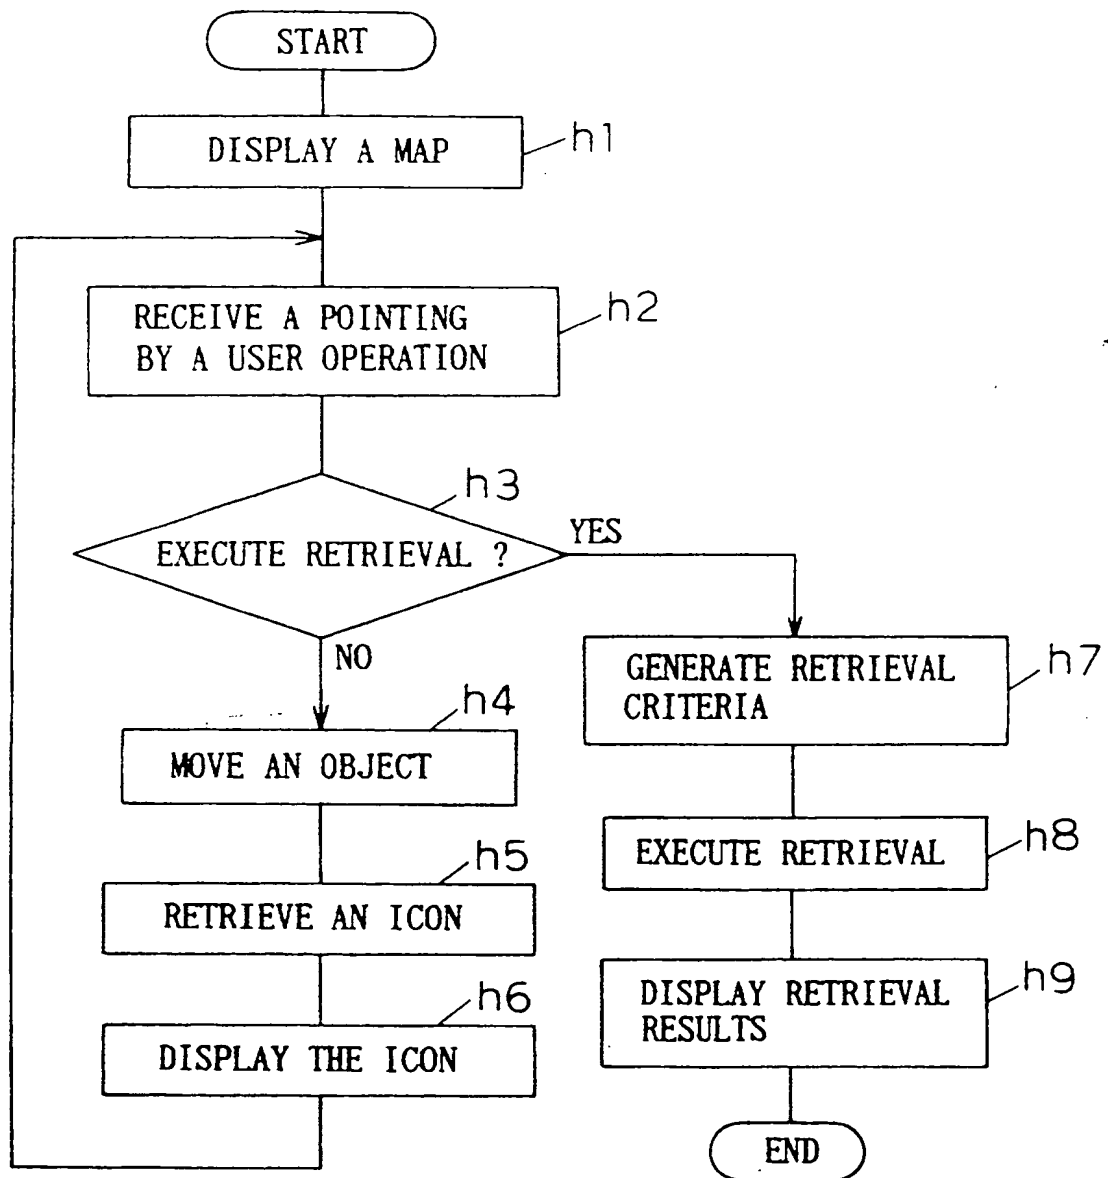 START
DISPLAY A MAP
h1
RECEIVE A POINTING
BY A USER OPERATION
h2
h3
EXECUTE RETRIEVAL ?
YES
NO
h4
MOVE AN OBJECT
h5
RETRIEVE AN ICON
h6
DISPLAY THE ICON
GENERATE RETRIEVAL
CRITERIA
h7
EXECUTE RETRIEVAL
h8
DISPLAY RETRIEVAL
RESULTS
h9
END